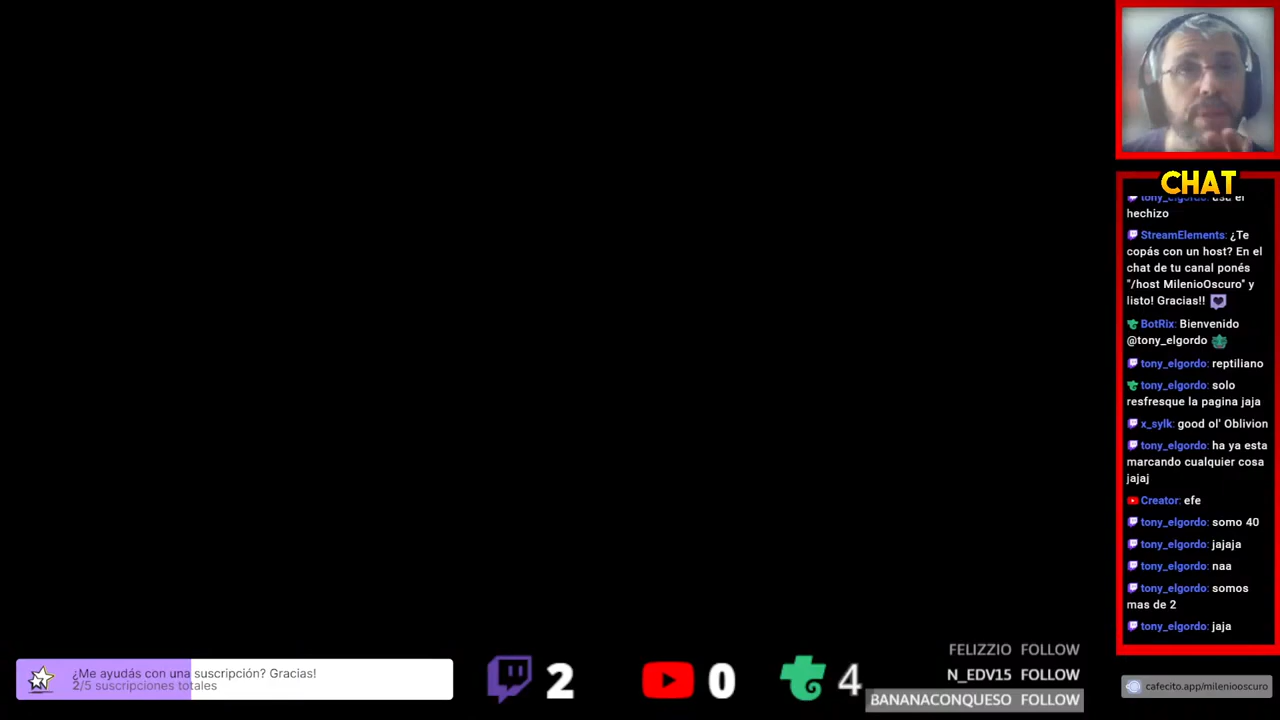 CHAT
tony_elgordo: usa el
hechizo
StreamElements: ¿Te
copás con un host? En el
chat de tu canal ponés
"/host MilenioOscuro" y
listo! Gracias!!
BotRix: Bienvenido
@tony_elgordo
tony_elgordo: reptiliano
tony_elgordo: solo
resfresque la pagina jaja
x_sylk: good ol' Oblivion
tony_elgordo: ha ya esta
marcando cualquier cosa
jajaj
Creator: efe
tony_elgordo: somo 40
tony_elgordo: jajaja
tony_elgordo: naa
tony_elgordo: somos
mas de 2
tony_elgordo: jaja
¿Me ayudás con una suscripción? Gracias!
2/5 suscripciones totales
2
0
4
FELIZZIO FOLLOW
N_EDV15 FOLLOW
BANANACONQUESO FOLLOW
cafecito.app/mileniooscuro